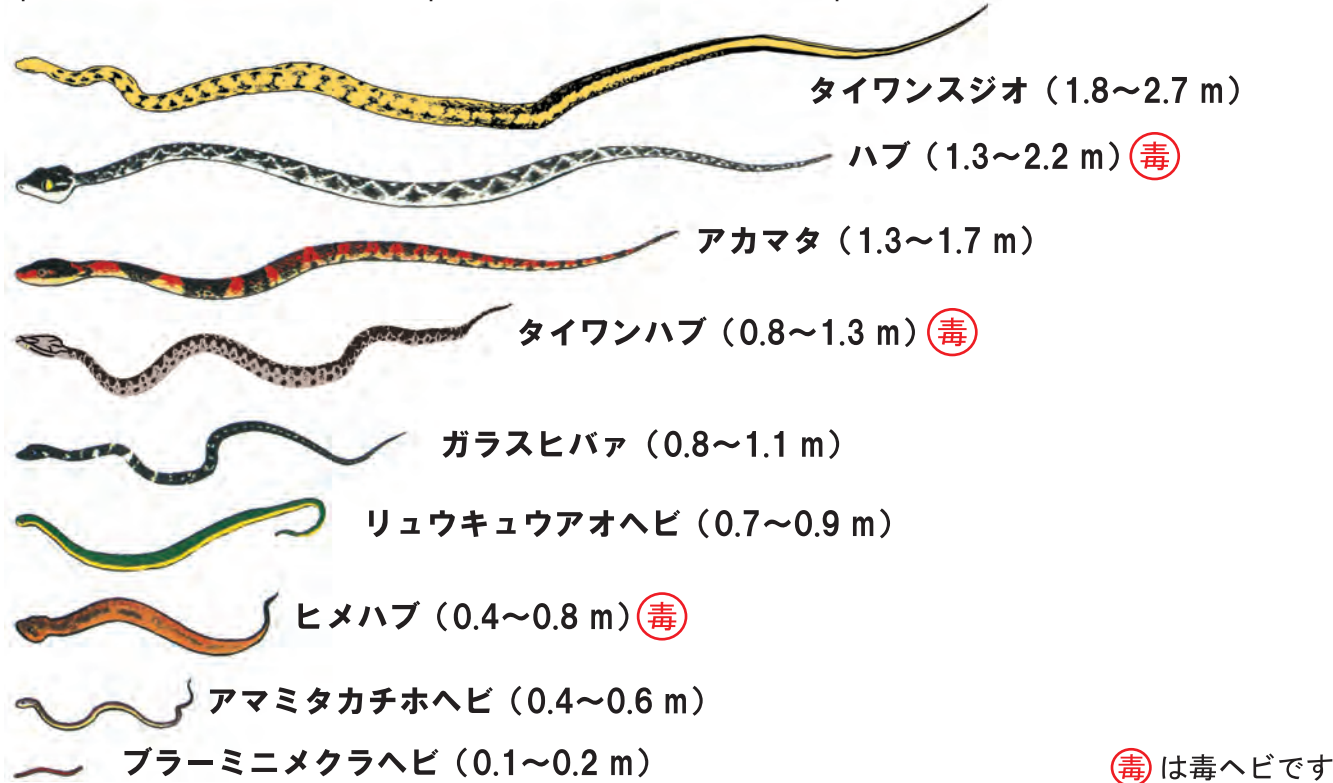 タイワンスジオ（1.8～2.7 m）
ハブ（1.3～2.2 m）毒
アカマタ（1.3～1.7 m）
タイワンハブ（0.8～1.3 m）毒
ガラスヒバァ（0.8～1.1 m）
リュウキュウアオヘビ（0.7～0.9 m）
ヒメハブ（0.4～0.8 m）毒
アマミタカチホヘビ（0.4～0.6 m）
ブラーミニメクラヘビ（0.1～0.2 m）
毒は毒ヘビです